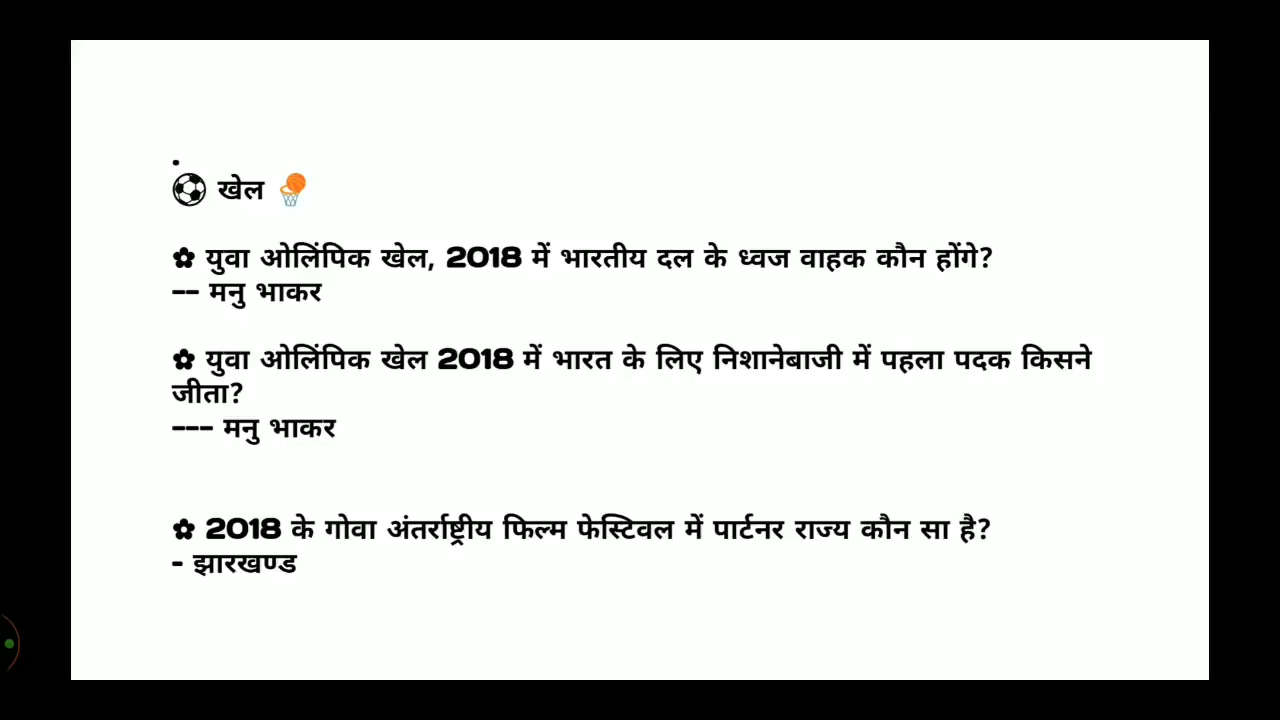 .
⚽ खेल 🏀
✿ युवा ओलिंपिक खेल, 2018 में भारतीय दल के ध्वज वाहक कौन होंगे?
-- मनु भाकर
✿ युवा ओलिंपिक खेल 2018 में भारत के लिए निशानेबाजी में पहला पदक किसने
जीता?
--- मनु भाकर
✿ 2018 के गोवा अंतर्राष्ट्रीय फिल्म फेस्टिवल में पार्टनर राज्य कौन सा है?
- झारखण्ड